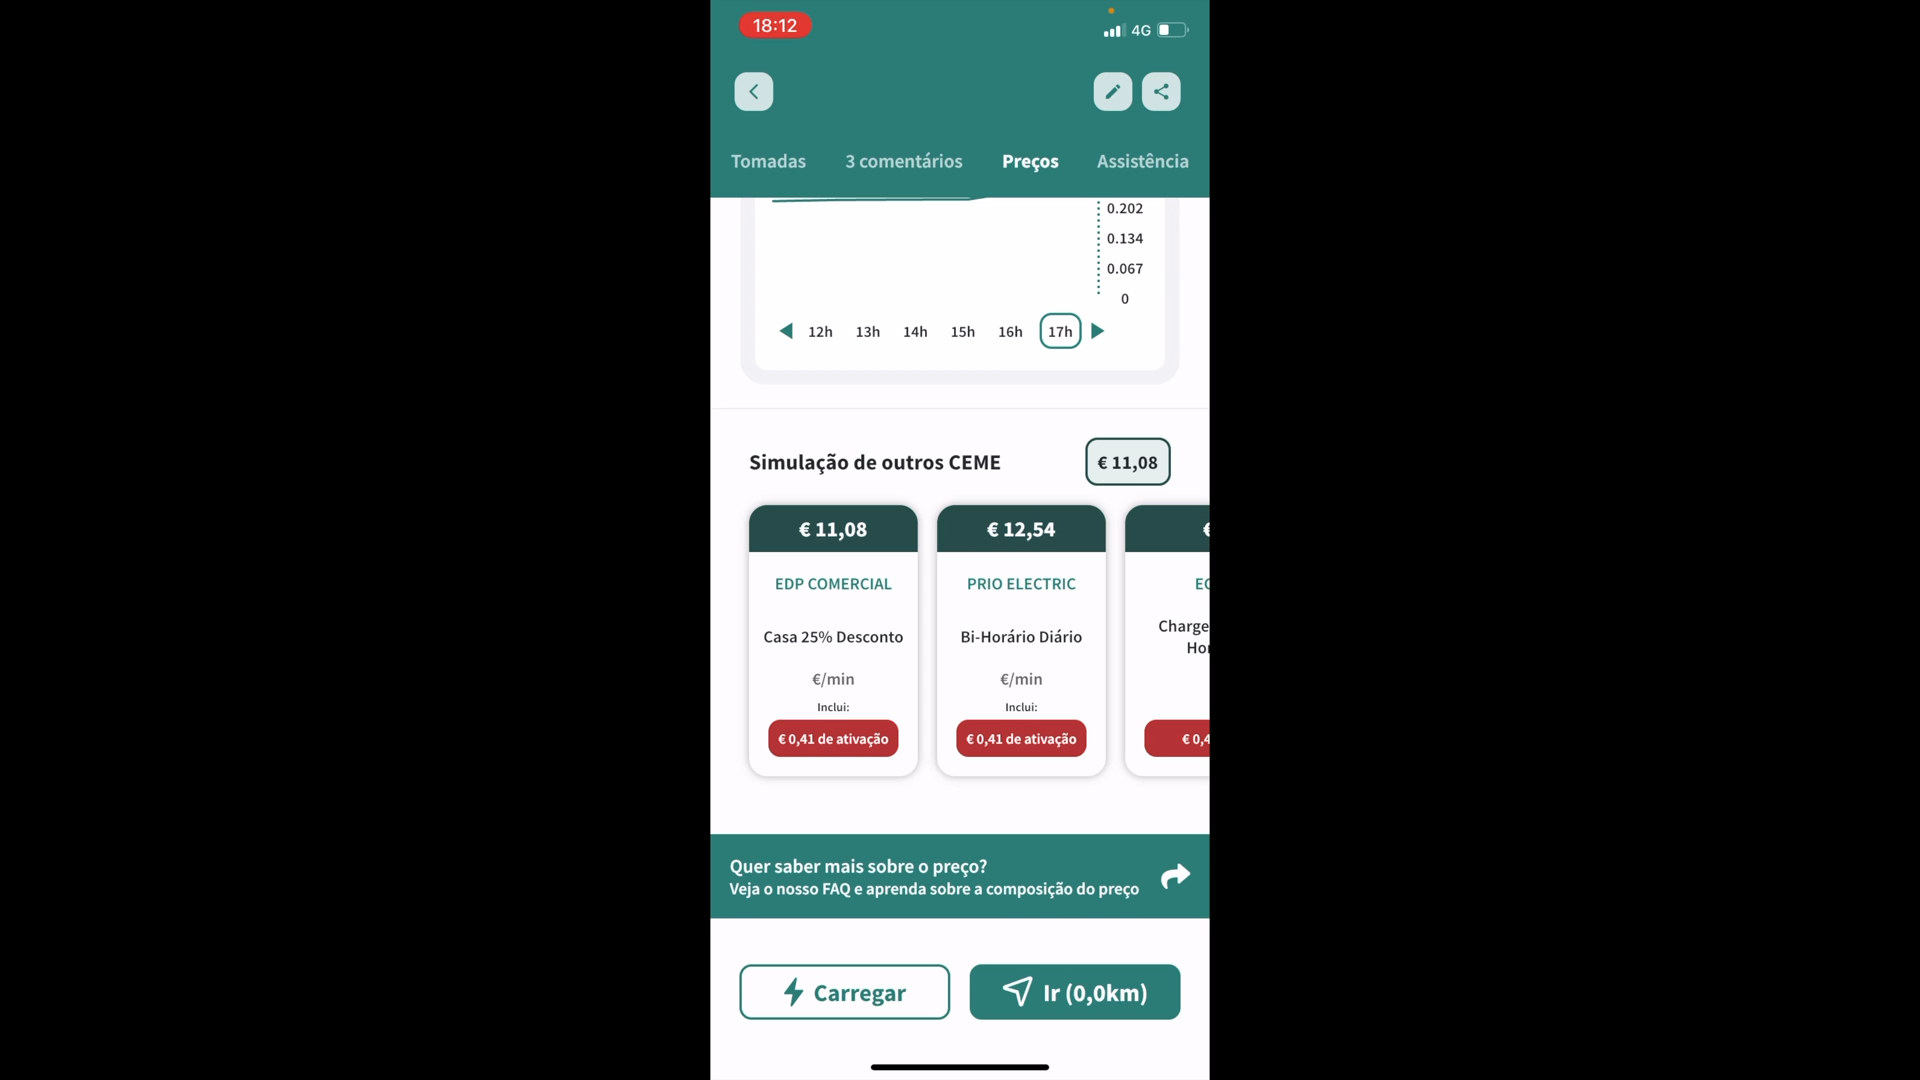 18:12
4G
Tomadas
3 comentários
Preços
Assistência
0.202
0.134
0.067
0
12h
13h
14h
15h
16h
17h
Simulação de outros CEME
€ 11,08
€ 11,08
EDP COMERCIAL
Casa 25% Desconto
€/min
Inclui:
€ 0,41 de ativação
€ 12,54
PRIO ELECTRIC
Bi-Horário Diário
€/min
Inclui:
€ 0,41 de ativação
€
Charge
€ 0,4
Quer saber mais sobre o preço?
Veja o nosso FAQ e aprenda sobre a composição do preço
Carregar
Ir (0,0km)